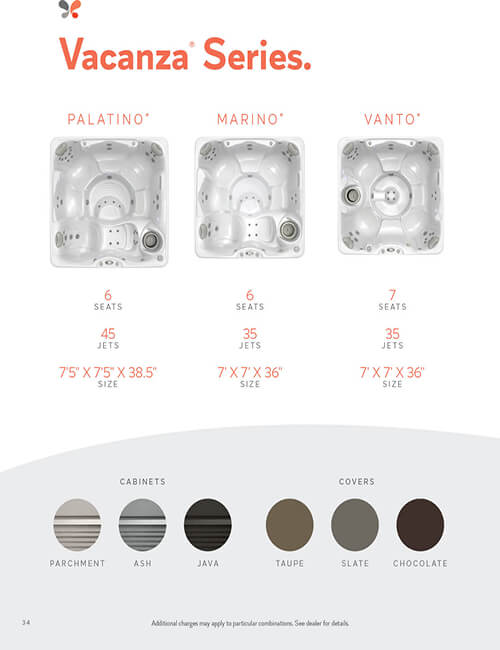 Vacanza® Series.
PALATINO® MARINO® VANTO®
6 6 7
SEATS SEATS SEATS
45 35 35
JETS JETS JETS
7'5" X 7'5" X 38.5" 7' X 7' X 36" 7' X 7' X 36"
SIZE SIZE SIZE
CABINETS COVERS
PARCHMENT ASH JAVA TAUPE SLATE CHOCOLATE
34 Additional charges may apply to particular combinations. See dealer for details.